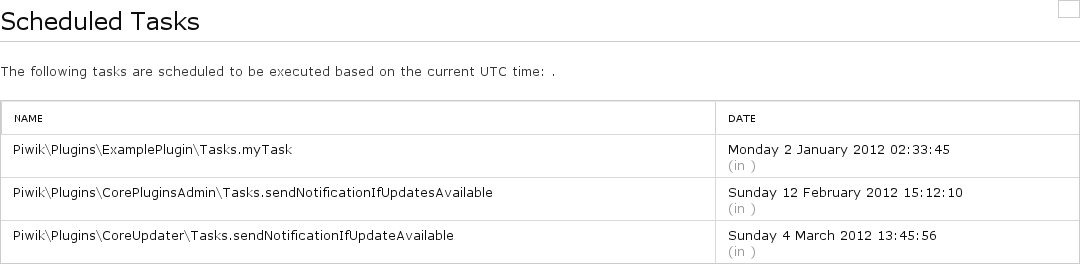 Scheduled Tasks
The following tasks are scheduled to be executed based on the current UTC time: .
NAME DATE
Piwik\Plugins\ExamplePlugin\Tasks.myTask Monday 2 January 2012 02:33:45
(in )
Piwik\Plugins\CorePluginsAdmin\Tasks.sendNotificationIfUpdatesAvailable Sunday 12 February 2012 15:12:10
(in )
Piwik\Plugins\CoreUpdater\Tasks.sendNotificationIfUpdateAvailable Sunday 4 March 2012 13:45:56
(in )